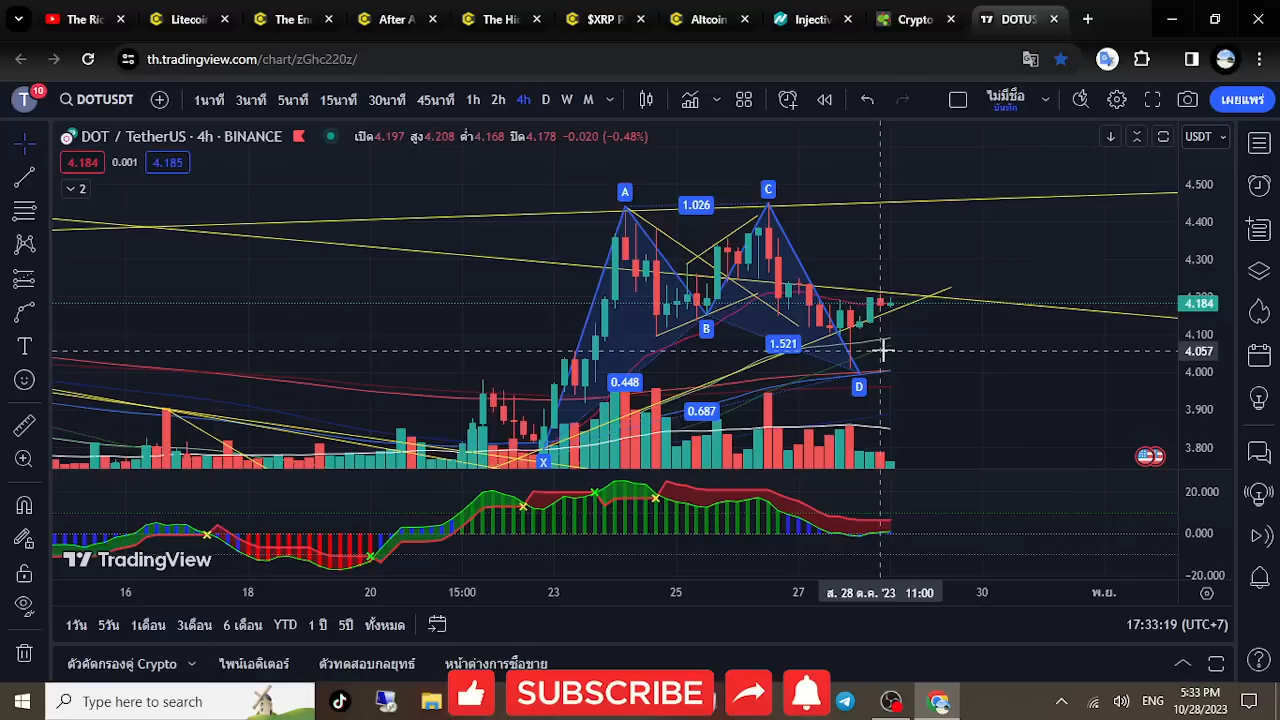 The Ric
Litecoin
The En
After A
The Hi
$XRP P
Altcoin
Injectiv
Crypto
DOTUS
th.tradingview.com/chart/zGhc220z/
T 10 DOTUSDT 1นาที 3นาที 5นาที 15นาที 30นาที 45นาที 1h 2h 4h D W M ไม่มีชื่อ บันทึก เผยแพร่
DOT / TetherUS · 4h · BINANCE เปิด4.197 สูง4.208 ต่ำ4.168 ปิด4.178 -0.020 (-0.48%) USDT
4.184 0.001 4.185
2
A
C
1.026
B
1.521
0.448
D
0.687
X
4.500
4.400
4.300
4.184
4.100
4.057
4.000
3.900
3.800
20.000
0.000
-20.000
TradingView
16 18 20 15:00 23 25 27 ส. 28 ต.ค. '23 11:00 30 พ.ย.
1วัน 5วัน 1เดือน 3เดือน 6 เดือน YTD 1 ปี 5ปี ทั้งหมด 17:33:19 (UTC+7)
ตัวคัดกรองคู่ Crypto ไพน์เอดิเตอร์ ตัวทดสอบกลยุทธ์ หน้าต่างการซื้อขาย
SUBSCRIBE
Type here to search
ENG
5:33 PM
10/28/2023